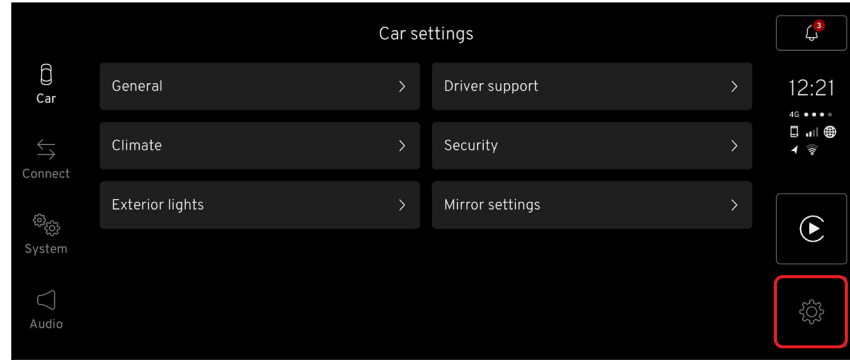 Car settings
3
Car
General
Driver support
12:21
4G
Climate
Security
Connect
Exterior lights
Mirror settings
System
Audio